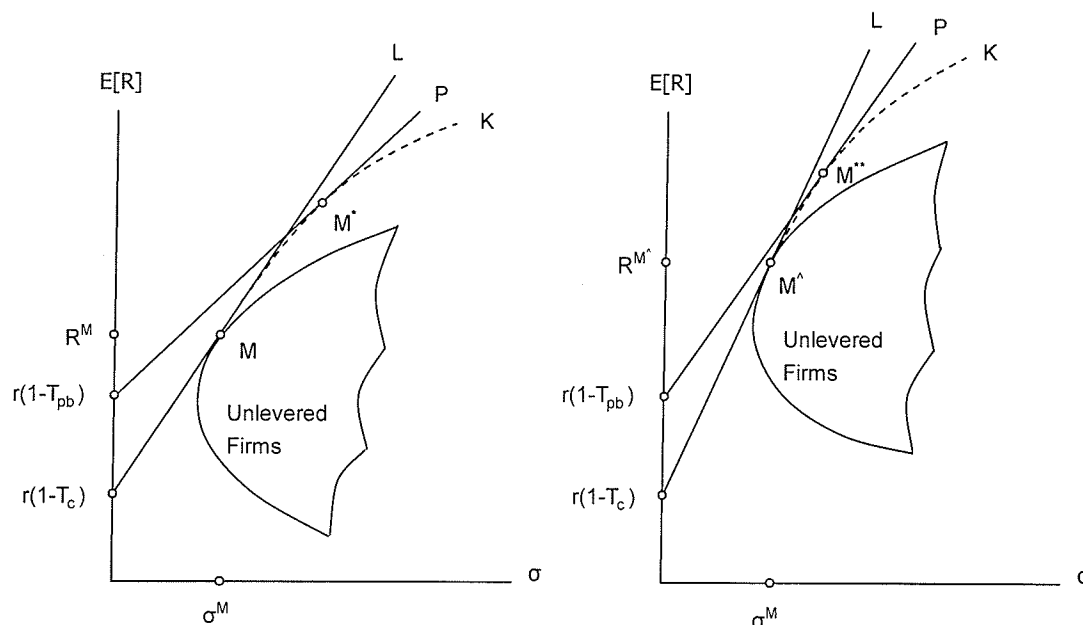 E[R]
L
P
K
M*
R^M
M
r(1-T_pb)
Unlevered
Firms
r(1-T_c)
σ
σ^M
E[R]
L
P
K
M**
R^M^
M^
Unlevered
Firms
r(1-T_pb)
r(1-T_c)
σ
σ^M